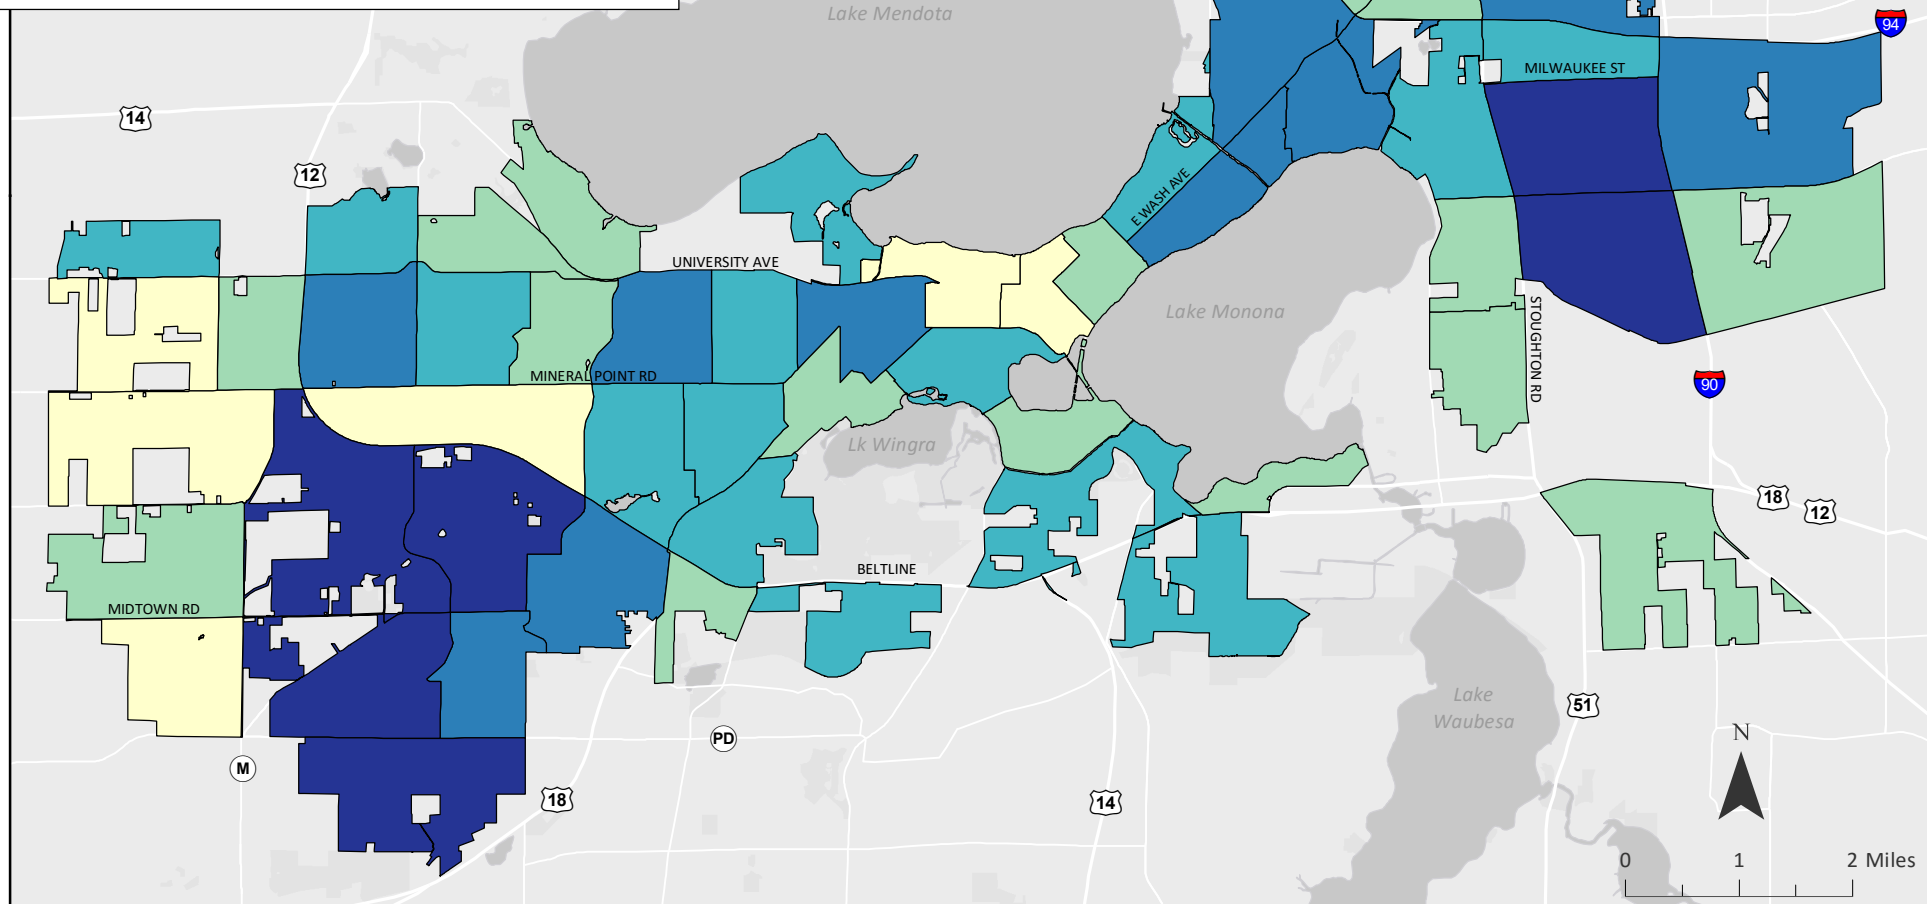 Lake Mendota
94
MILWAUKEE ST
14
12
E WASH AVE
UNIVERSITY AVE
Lake Monona
STOUGHTON RD
MINERAL POINT RD
90
Lk Wingra
18
12
BELTLINE
MIDTOWN RD
Lake
Waubesa
51
N
PD
M
18
14
0 1 2 Miles